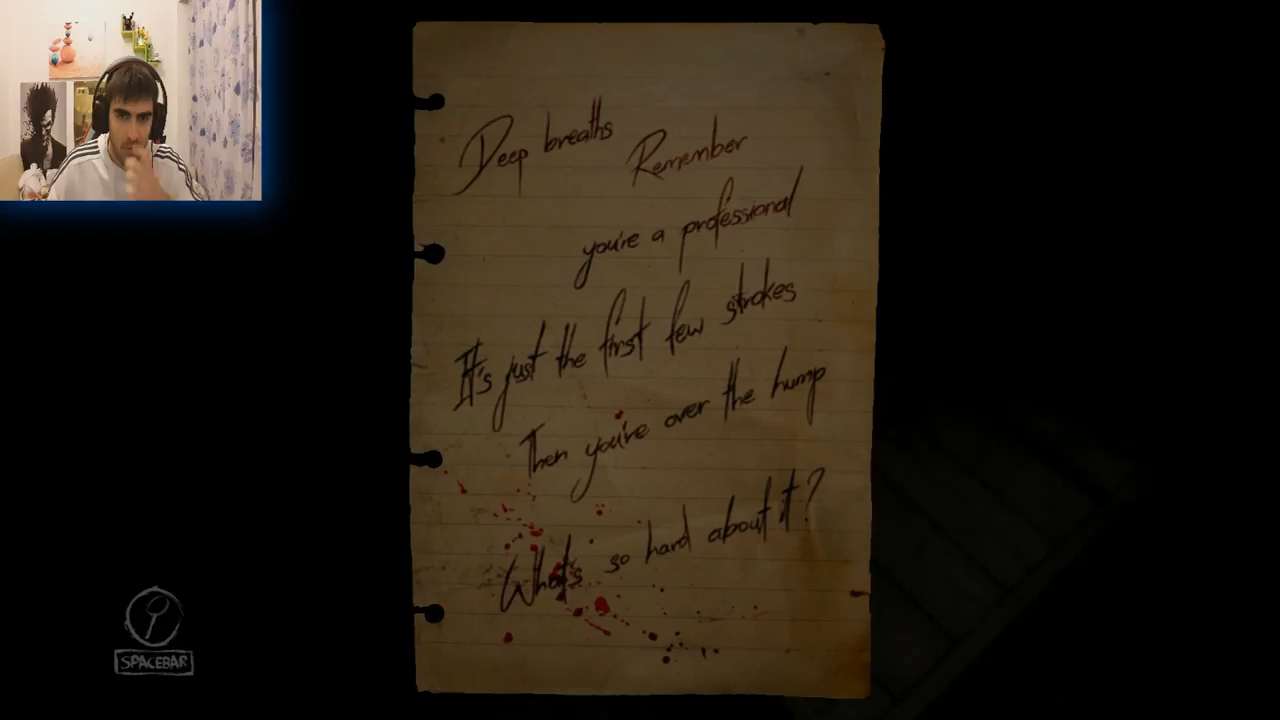 Deep breaths Remember
you're a professional
It's just the first few strokes
Then you're over the hump
What's so hard about it?
SPACEBAR